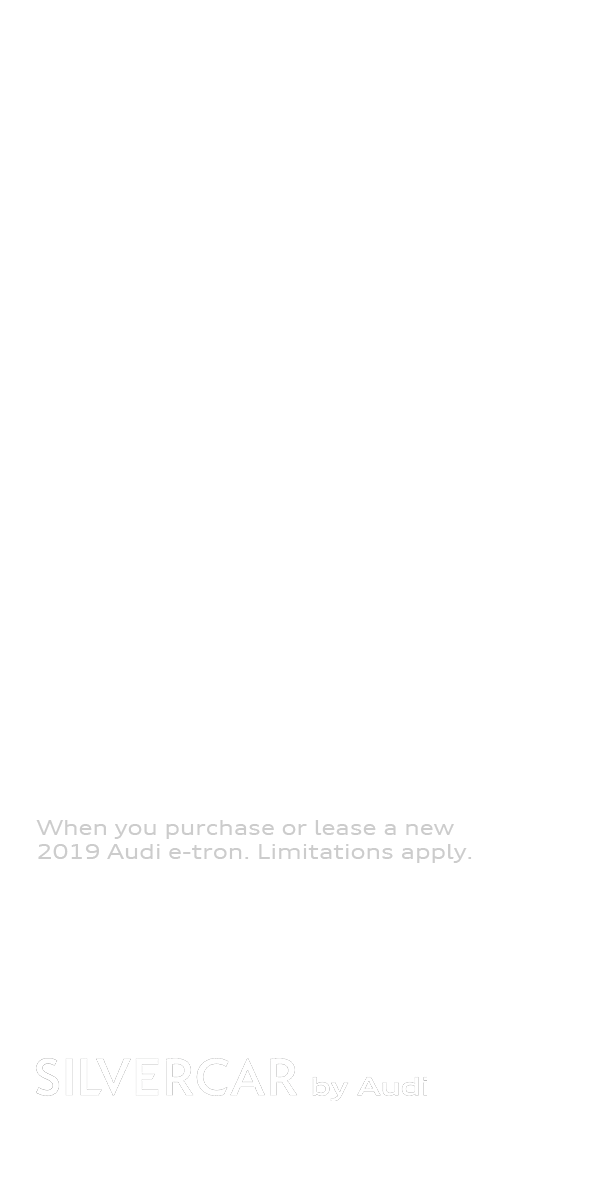 When you purchase or lease a new
2019 Audi e-tron. Limitations apply.
SILVERCAR by Audi